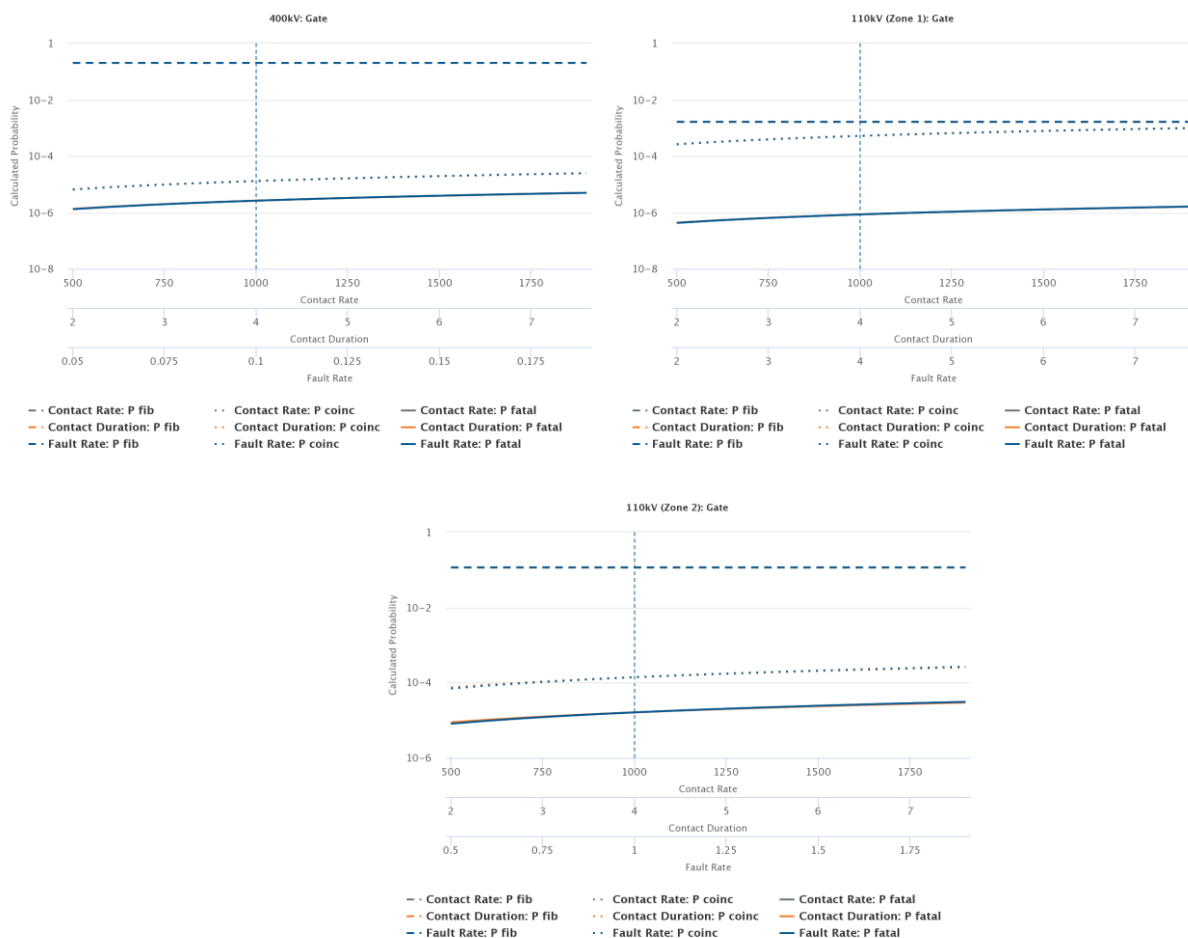 400kV: Gate
1
10−2
10−4
10−6
10−8
Calculated Probability
500 750 1000 1250 1500 1750
Contact Rate
2 3 4 5 6 7
Contact Duration
0.05 0.075 0.1 0.125 0.15 0.175
Fault Rate
Contact Rate: P fib Contact Rate: P coinc Contact Rate: P fatal
Contact Duration: P fib Contact Duration: P coinc Contact Duration: P fatal
Fault Rate: P fib Fault Rate: P coinc Fault Rate: P fatal
110kV (Zone 1): Gate
1
10−2
10−4
10−6
10−8
Calculated Probability
500 750 1000 1250 1500 1750
Contact Rate
2 3 4 5 6 7
Contact Duration
2 3 4 5 6 7
Fault Rate
Contact Rate: P fib Contact Rate: P coinc Contact Rate: P fatal
Contact Duration: P fib Contact Duration: P coinc Contact Duration: P fatal
Fault Rate: P fib Fault Rate: P coinc Fault Rate: P fatal
110kV (Zone 2): Gate
1
10−2
10−4
10−6
Calculated Probability
500 750 1000 1250 1500 1750
Contact Rate
2 3 4 5 6 7
Contact Duration
0.5 0.75 1 1.25 1.5 1.75
Fault Rate
Contact Rate: P fib Contact Rate: P coinc Contact Rate: P fatal
Contact Duration: P fib Contact Duration: P coinc Contact Duration: P fatal
Fault Rate: P fib Fault Rate: P coinc Fault Rate: P fatal